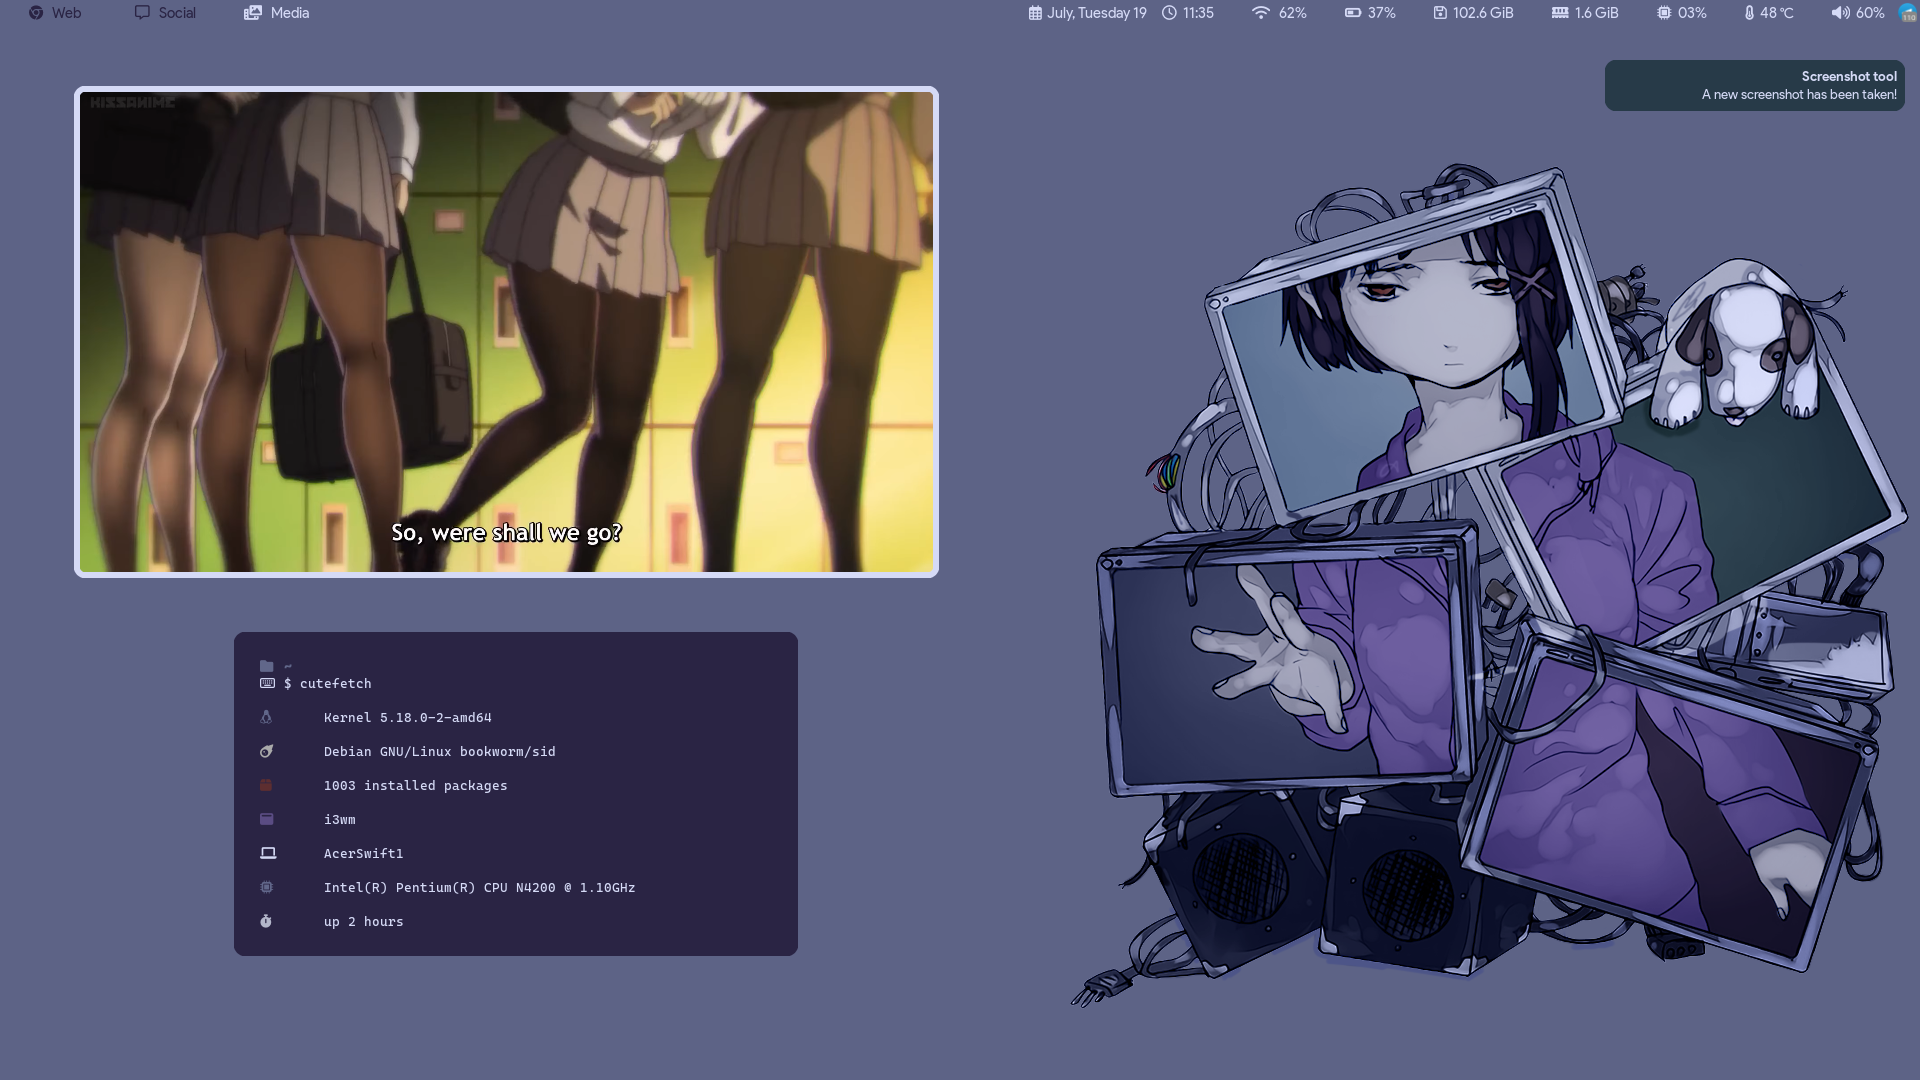 Web Social Media July, Tuesday 19 11:35 62% 37% 102.6 GiB 1.6 GiB 03% 48 °C 60% 110
Screenshot tool
A new screenshot has been taken!
KISSANIME
So, were shall we go?
~
$ cutefetch
Kernel 5.18.0-2-amd64
Debian GNU/Linux bookworm/sid
1003 installed packages
i3wm
AcerSwift1
Intel(R) Pentium(R) CPU N4200 @ 1.10GHz
up 2 hours